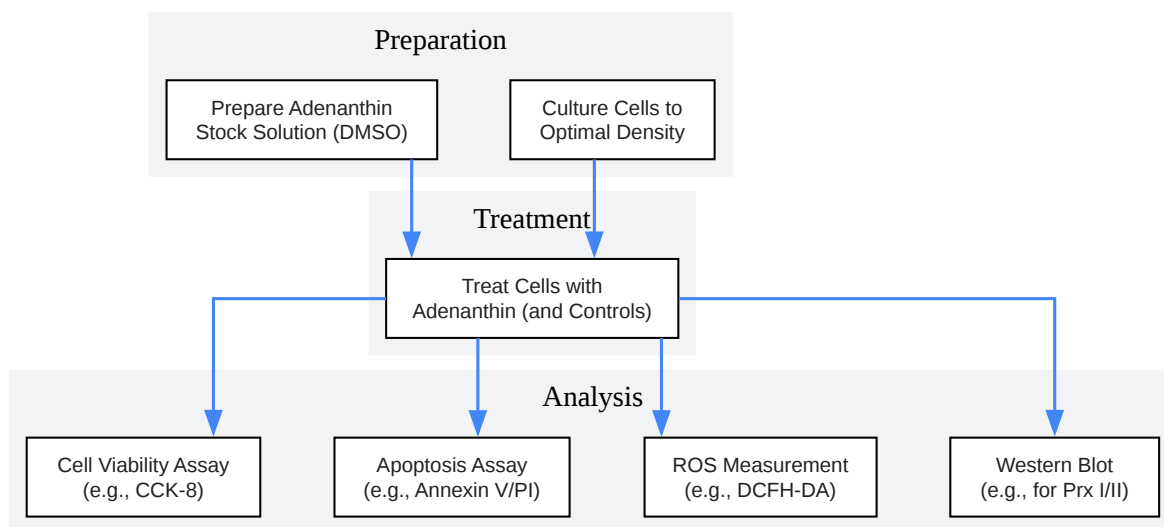 Preparation
Prepare Adenanthin
Stock Solution (DMSO)
Culture Cells to
Optimal Density
Treatment
Treat Cells with
Adenanthin (and Controls)
Analysis
Cell Viability Assay
(e.g., CCK-8)
Apoptosis Assay
(e.g., Annexin V/PI)
ROS Measurement
(e.g., DCFH-DA)
Western Blot
(e.g., for Prx I/II)